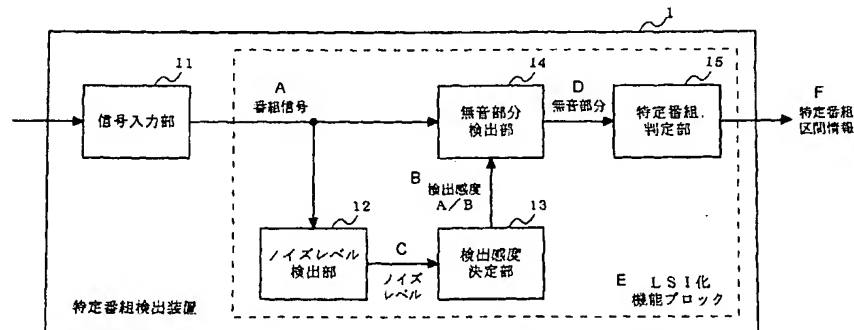 1
11
信号入力部
A
番組信号
14
無音部分
検出部
D
無音部分
15
特定番組.
判定部
F
特定番組
区間情報
B
検出感度
A/B
12
ノイズレベル
検出部
C
ノイズ
レベル
13
検出感度
決定部
E LSI化
機能ブロック
特定番組検出装置